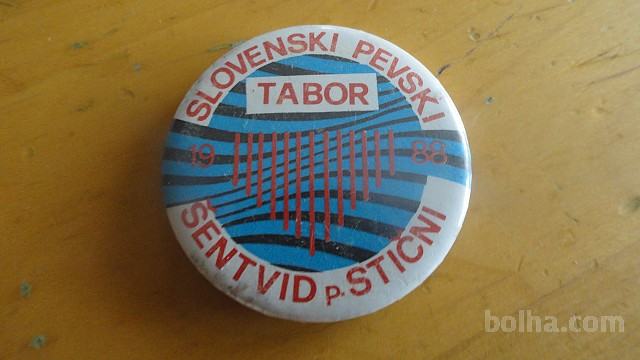 SLOVENSKI PEVSKI
TABOR
19 88
ŠENTVID P. STIČNI
bolha.com